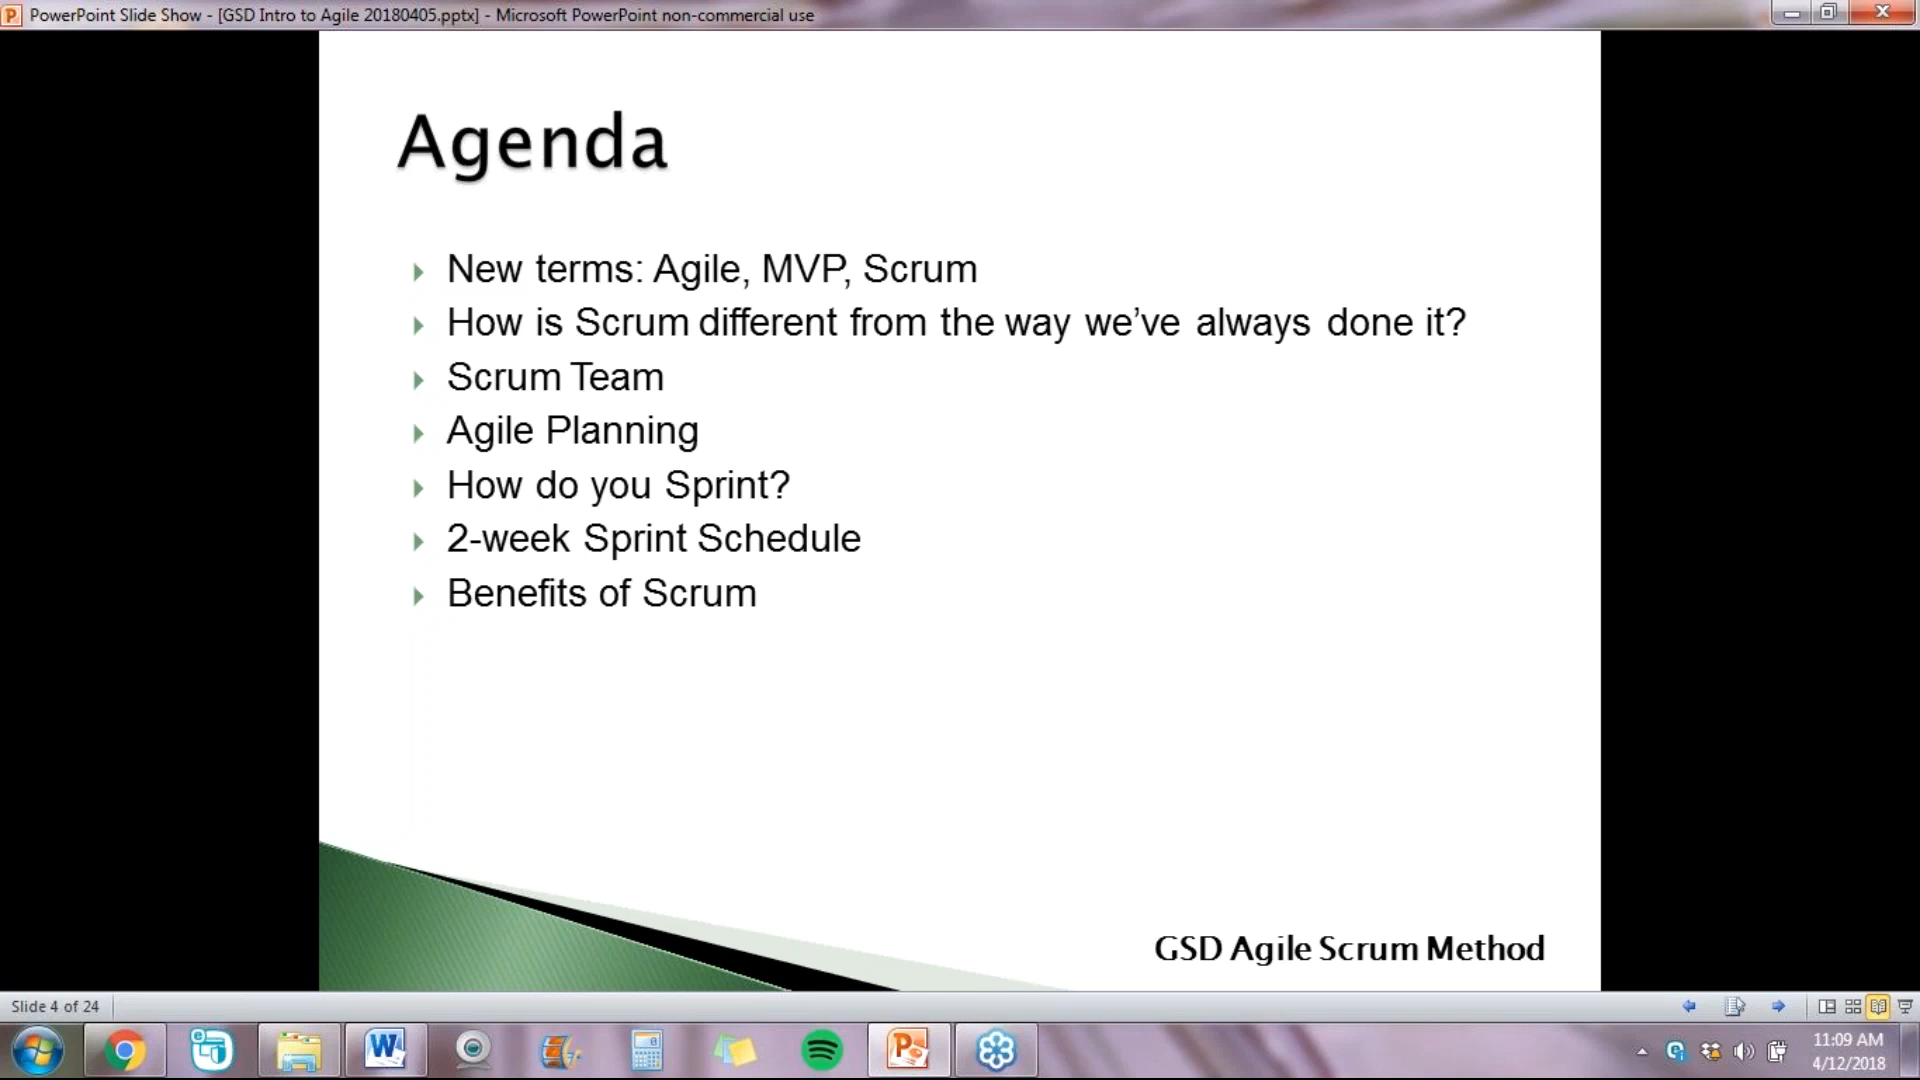 PowerPoint Slide Show - [GSD Intro to Agile 20180405.pptx] - Microsoft PowerPoint non-commercial use
Agenda
New terms: Agile, MVP, Scrum
How is Scrum different from the way we’ve always done it?
Scrum Team
Agile Planning
How do you Sprint?
2-week Sprint Schedule
Benefits of Scrum
GSD Agile Scrum Method
Slide 4 of 24
11:09 AM
4/12/2018